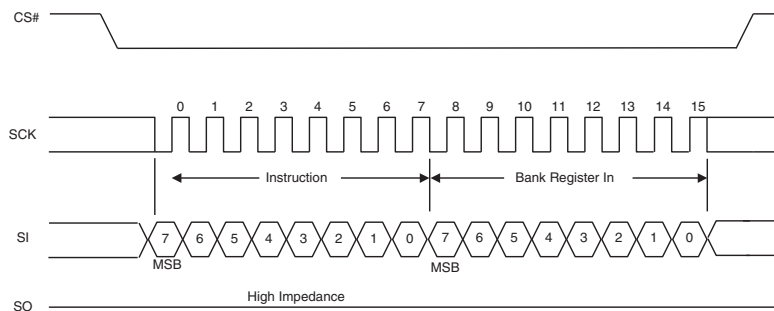 CS#
0 1 2 3 4 5 6 7 8 9 10 11 12 13 14 15
SCK
Instruction Bank Register In
SI 7 6 5 4 3 2 1 0 7 6 5 4 3 2 1 0
MSB MSB
High Impedance
SO